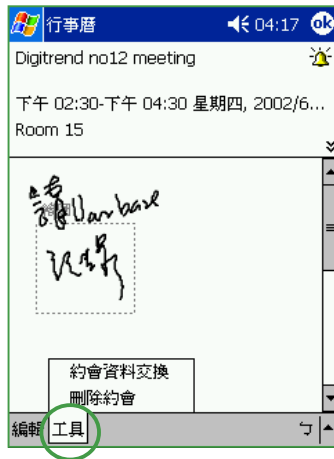 行事曆 04:17 ok
Digitrend no12 meeting
下午 02:30-下午 04:30 星期四, 2002/6...
Room 15
請
約會資料交換
刪除約會
編輯 工具 ㄅ